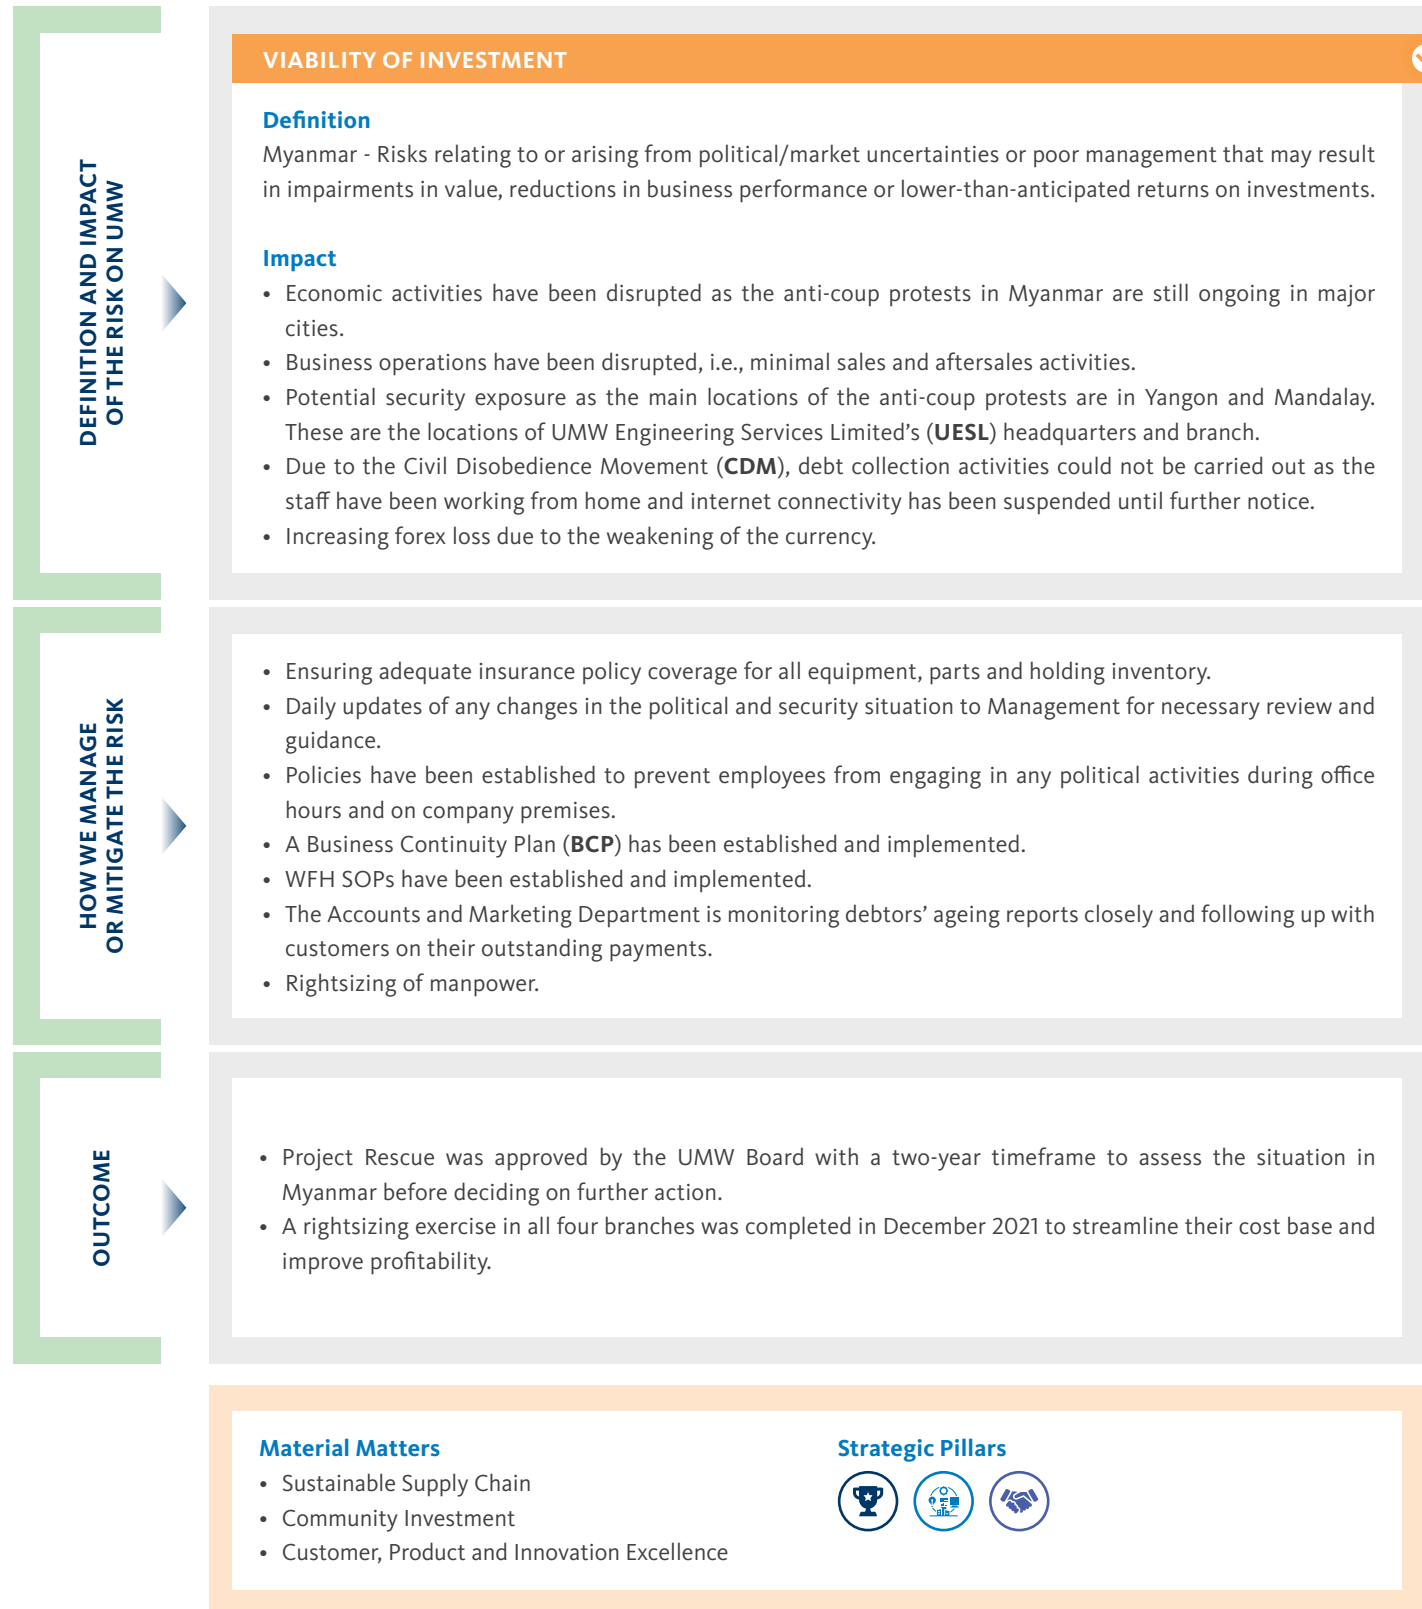 VIABILITY OF INVESTMENT
DEFINITION AND IMPACT
OF THE RISK ON UMW
Definition
Myanmar - Risks relating to or arising from political/market uncertainties or poor management that may result
in impairments in value, reductions in business performance or lower-than-anticipated returns on investments.
Impact
• Economic activities have been disrupted as the anti-coup protests in Myanmar are still ongoing in major
cities.
• Business operations have been disrupted, i.e., minimal sales and aftersales activities.
• Potential security exposure as the main locations of the anti-coup protests are in Yangon and Mandalay.
These are the locations of UMW Engineering Services Limited’s (UESL) headquarters and branch.
• Due to the Civil Disobedience Movement (CDM), debt collection activities could not be carried out as the
staff have been working from home and internet connectivity has been suspended until further notice.
• Increasing forex loss due to the weakening of the currency.
HOW WE MANAGE
OR MITIGATE THE RISK
• Ensuring adequate insurance policy coverage for all equipment, parts and holding inventory.
• Daily updates of any changes in the political and security situation to Management for necessary review and
guidance.
• Policies have been established to prevent employees from engaging in any political activities during office
hours and on company premises.
• A Business Continuity Plan (BCP) has been established and implemented.
• WFH SOPs have been established and implemented.
• The Accounts and Marketing Department is monitoring debtors’ ageing reports closely and following up with
customers on their outstanding payments.
• Rightsizing of manpower.
OUTCOME
• Project Rescue was approved by the UMW Board with a two-year timeframe to assess the situation in
Myanmar before deciding on further action.
• A rightsizing exercise in all four branches was completed in December 2021 to streamline their cost base and
improve profitability.
Material Matters
• Sustainable Supply Chain
• Community Investment
• Customer, Product and Innovation Excellence
Strategic Pillars